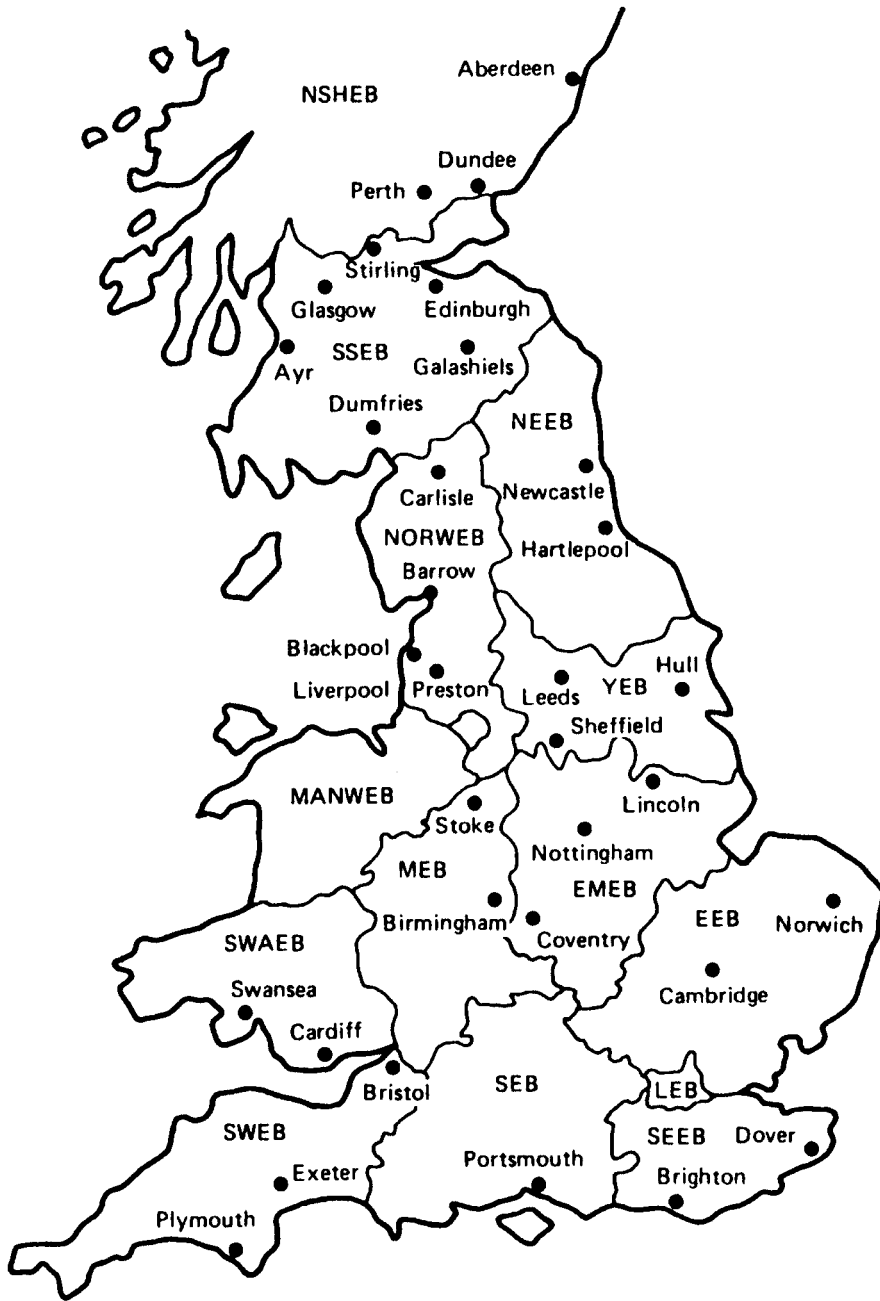 Aberdeen
NSHEB
Dundee
Perth
Stirling
Glasgow
Edinburgh
SSEB
Ayr
Galashiels
Dumfries
NEEB
Carlisle
Newcastle
NORWEB
Hartlepool
Barrow
Blackpool
Hull
Liverpool
Preston
Leeds
YEB
Sheffield
MANWEB
Lincoln
Stoke
Nottingham
MEB
EMEB
Birmingham
EEB
Norwich
SWAEB
Coventry
Swansea
Cambridge
Cardiff
Bristol
SEB
LEB
SWEB
SEEB
Dover
Exeter
Portsmouth
Brighton
Plymouth